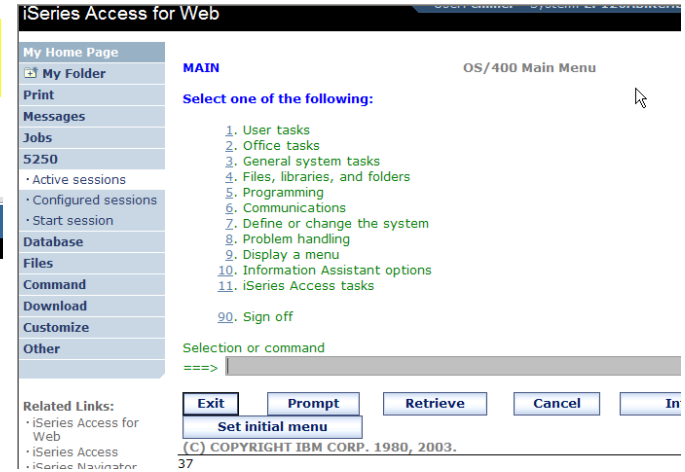 iSeries Access for Web
My Home Page
My Folder
Print
Messages
Jobs
5250
· Active sessions
· Configured sessions
· Start session
Database
Files
Command
Download
Customize
Other
Related Links:
· iSeries Access for
Web
· iSeries Access
· iSeries Navigator
MAIN OS/400 Main Menu
Select one of the following:
1. User tasks
2. Office tasks
3. General system tasks
4. Files, libraries, and folders
5. Programming
6. Communications
7. Define or change the system
8. Problem handling
9. Display a menu
10. Information Assistant options
11. iSeries Access tasks
90. Sign off
Selection or command
===>
Exit Prompt Retrieve Cancel
Set initial menu
(C) COPYRIGHT IBM CORP. 1980, 2003.
37